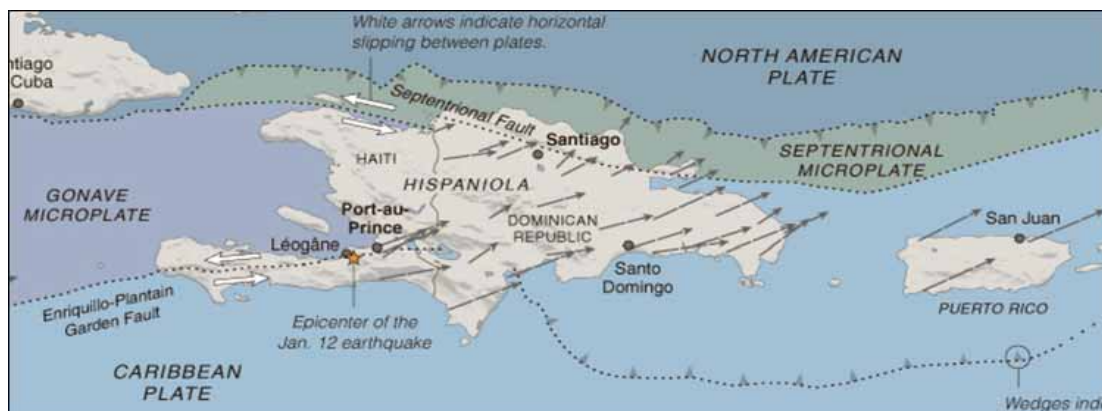 White arrows indicate horizontal
slipping between plates.
NORTH AMERICAN
PLATE
ntiago
Cuba
Septentrional Fault
Santiago
SEPTENTRIONAL
MICROPLATE
HAITI
HISPANIOLA
GONAVE
MICROPLATE
Port-au-
Prince
DOMINICAN
REPUBLIC
San Juan
Léogâne
Santo
Domingo
PUERTO RICO
Enriquillo-Plantain
Garden Fault
Epicenter of the
Jan. 12 earthquake
CARIBBEAN
PLATE
Wedges indi